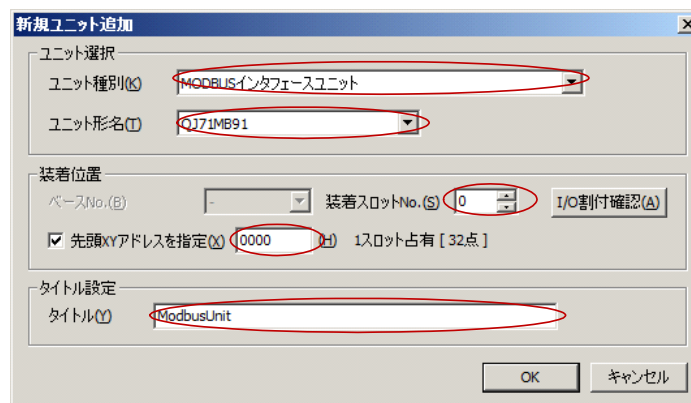 新規ユニット追加
ユニット選択
ユニット種別(K) MODBUSインタフェースユニット
ユニット形名(T) QJ71MB91
装着位置
ベースNo.(B) - 装着スロットNo.(S) 0 I/O割付確認(A)
先頭XYアドレスを指定(X) 0000 (H) 1スロット占有 [ 32点 ]
タイトル設定
タイトル(Y) ModbusUnit
OK キャンセル